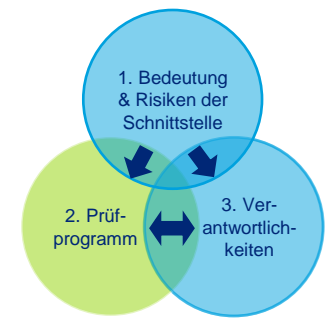 1. Bedeutung
& Risiken der
Schnittstelle
2. Prüf-
programm
3. Ver-
antwortlich-
keiten